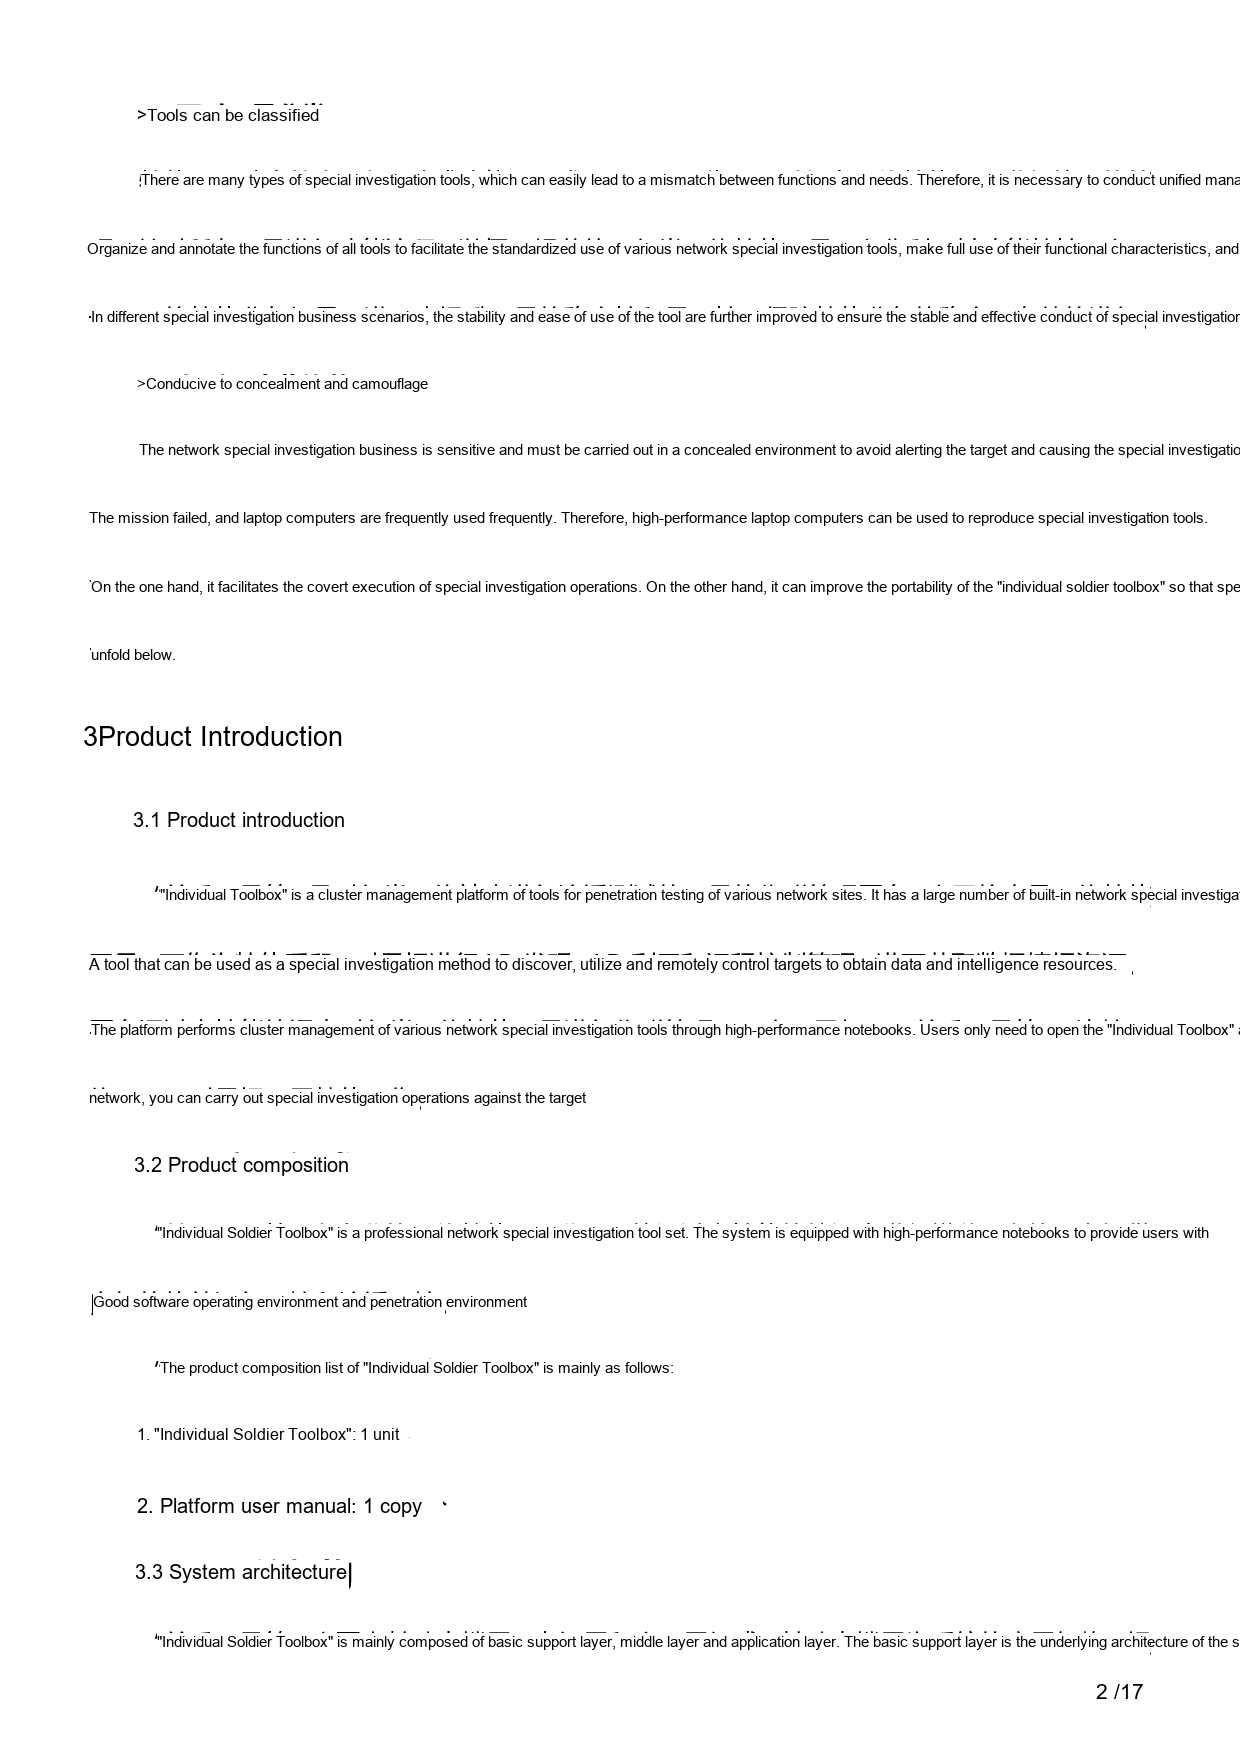 >Tools can be classified
There are many types of special investigation tools, which can easily lead to a mismatch between functions and needs. Therefore, it is necessary to conduct unified mana
Organize and annotate the functions of all tools to facilitate the standardized use of various network special investigation tools, make full use of their functional characteristics, and
In different special investigation business scenarios, the stability and ease of use of the tool are further improved to ensure the stable and effective conduct of special investigation
>Conducive to concealment and camouflage
The network special investigation business is sensitive and must be carried out in a concealed environment to avoid alerting the target and causing the special investigatio
The mission failed, and laptop computers are frequently used frequently. Therefore, high-performance laptop computers can be used to reproduce special investigation tools.
On the one hand, it facilitates the covert execution of special investigation operations. On the other hand, it can improve the portability of the "individual soldier toolbox" so that spe
unfold below.
3Product Introduction
3.1 Product introduction
"Individual Toolbox" is a cluster management platform of tools for penetration testing of various network sites. It has a large number of built-in network special investiga
A tool that can be used as a special investigation method to discover, utilize and remotely control targets to obtain data and intelligence resources.
The platform performs cluster management of various network special investigation tools through high-performance notebooks. Users only need to open the "Individual Toolbox" a
network, you can carry out special investigation operations against the target
3.2 Product composition
"Individual Soldier Toolbox" is a professional network special investigation tool set. The system is equipped with high-performance notebooks to provide users with
Good software operating environment and penetration environment
The product composition list of "Individual Soldier Toolbox" is mainly as follows:
1. "Individual Soldier Toolbox": 1 unit
2. Platform user manual: 1 copy
3.3 System architecture
"Individual Soldier Toolbox" is mainly composed of basic support layer, middle layer and application layer. The basic support layer is the underlying architecture of the s
2 /17